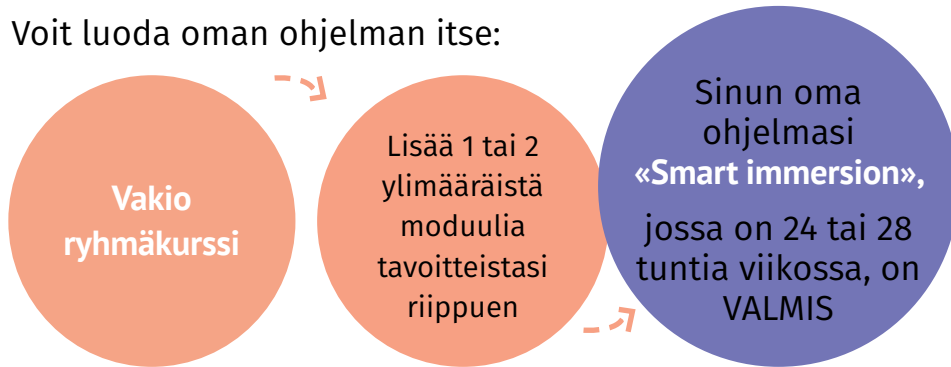 Voit luoda oman ohjelman itse:
Vakio
ryhmäkurssi
Lisää 1 tai 2
ylimääräistä
moduulia
tavoitteistasi
riippuen
Sinun oma
ohjelmasi
«Smart immersion»,
jossa on 24 tai 28
tuntia viikossa, on
VALMIS